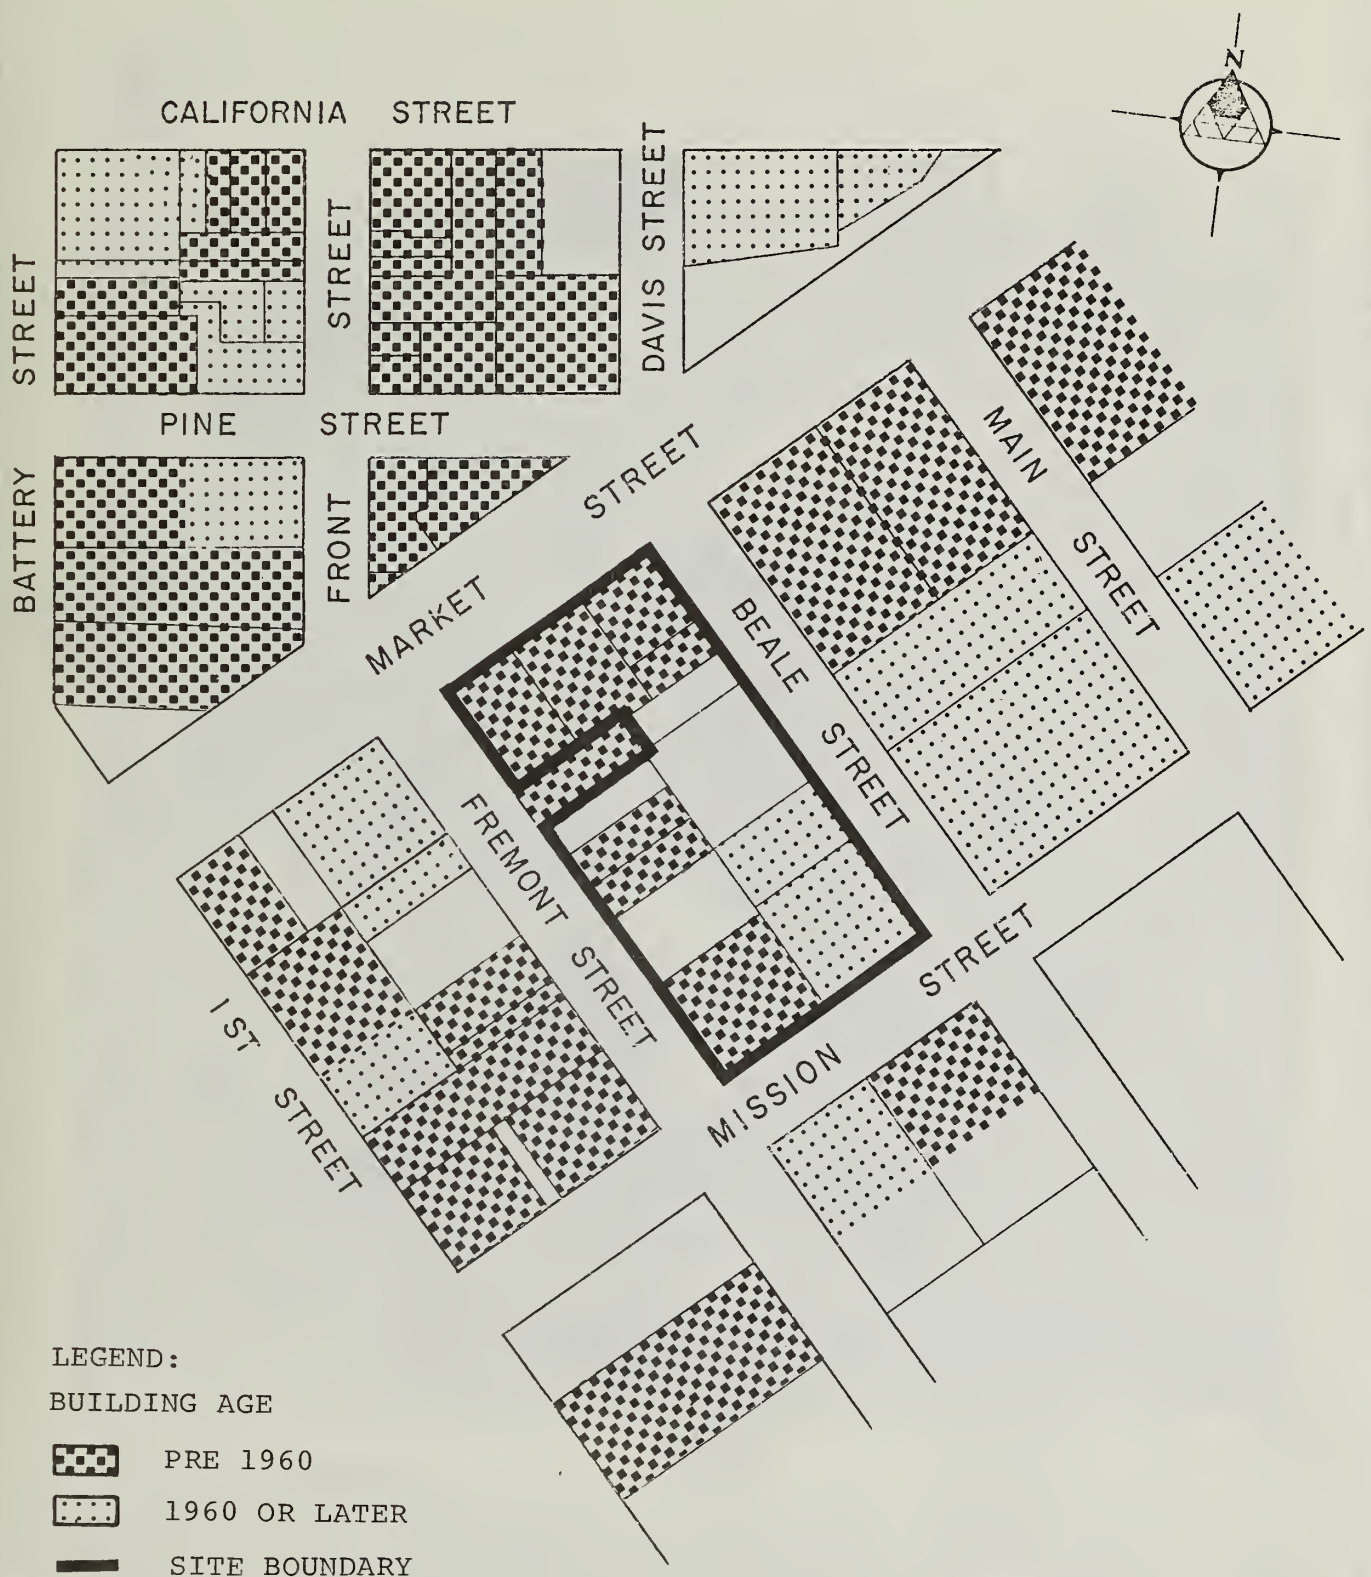 N
CALIFORNIA STREET
BATTERY STREET
FRONT STREET
DAVIS STREET
PINE STREET
MARKET STREET
MAIN STREET
BEALE STREET
FREMONT STREET
1ST STREET
MISSION STREET
LEGEND:
BUILDING AGE
PRE 1960
1960 OR LATER
SITE BOUNDARY